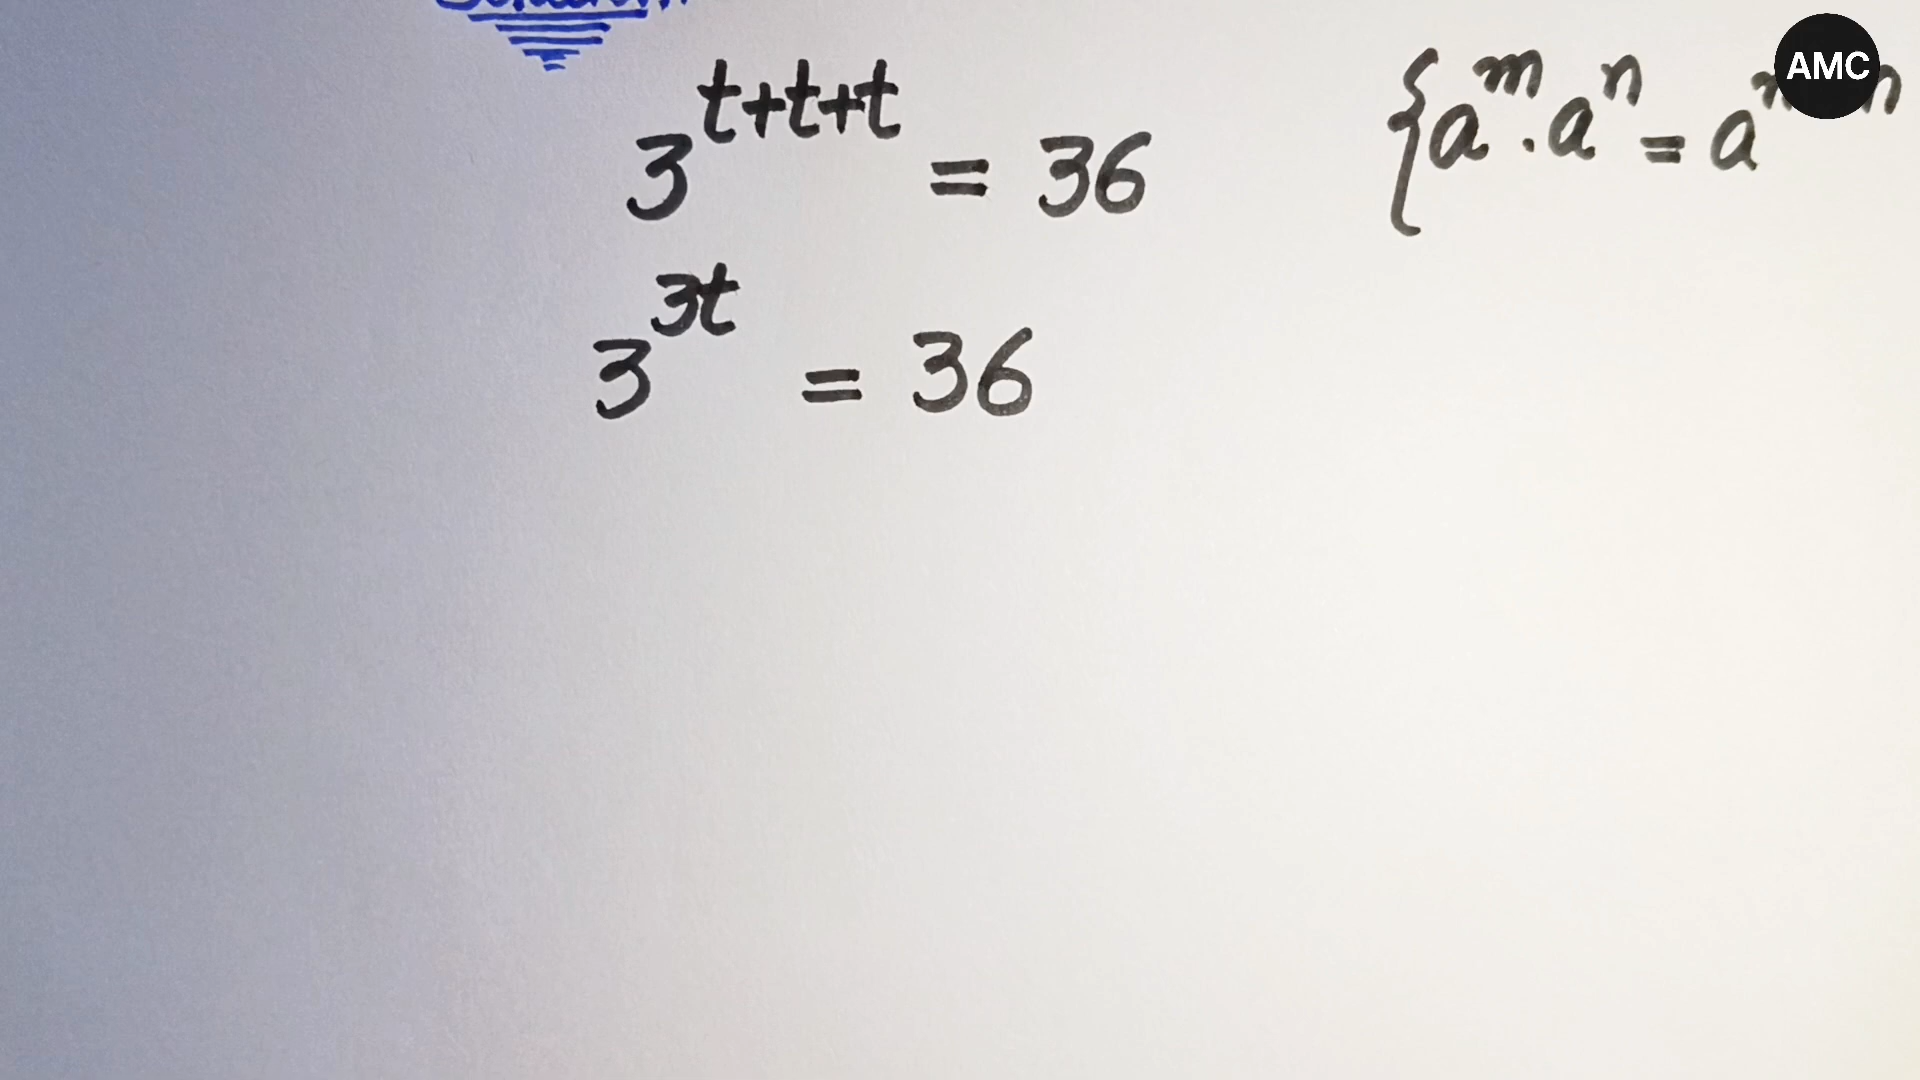 3^{t+t+t} = 36
{a^m . a^n = a
3^{3t} = 36
AMC